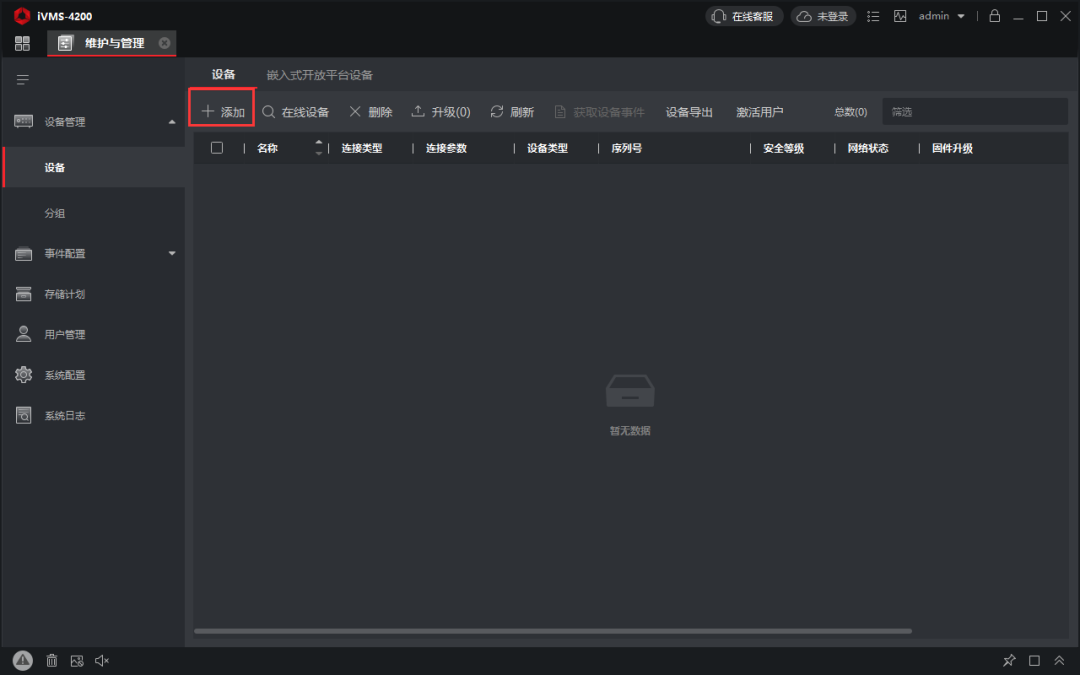 iVMS-4200
在线客服
未登录
admin
维护与管理
设备
嵌入式开放平台设备
添加
在线设备
删除
升级(0)
刷新
获取设备事件
设备导出
激活用户
总数(0)
筛选
名称
连接类型
连接参数
设备类型
序列号
安全等级
网络状态
固件升级
设备管理
设备
分组
事件配置
存储计划
用户管理
系统配置
系统日志
暂无数据